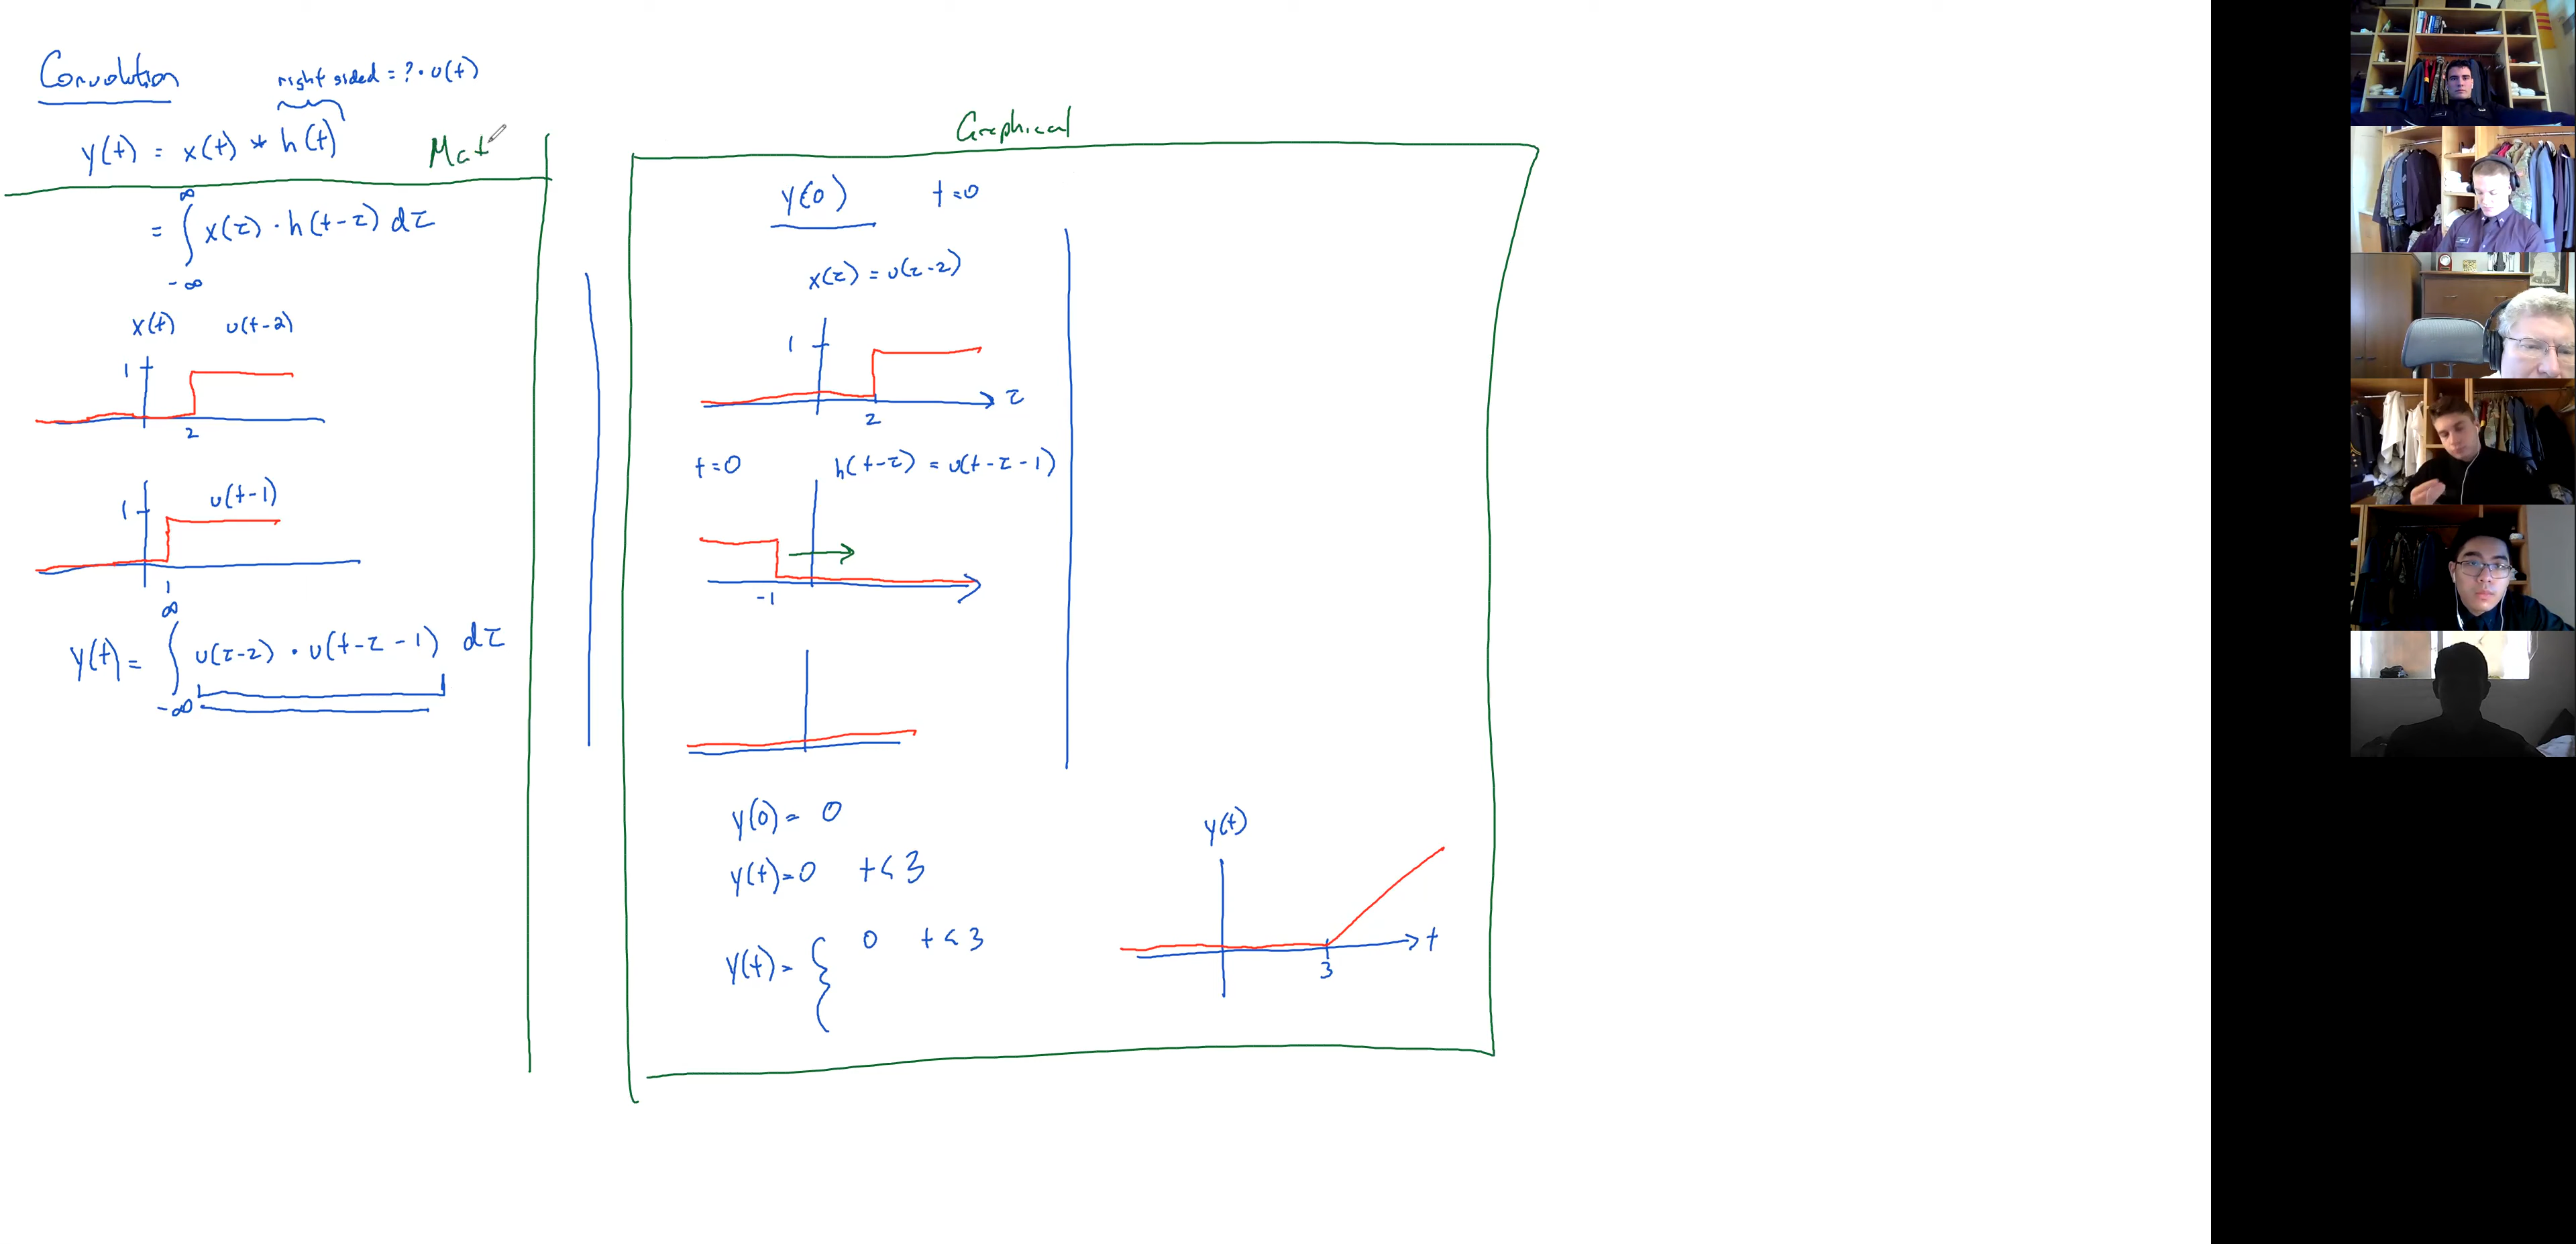 Convolution
right sided = ? · u(t)
y(t) = x(t) * h(t)
Mat
= ∫ x(τ) · h(t-τ) dτ
∞
-∞
x(t) u(t-2)
1
2
u(t-1)
1
1
∞
y(t) = ∫ u(τ-2) · u(t-τ-1) dτ
-∞
Graphical
y(0) t=0
x(τ) = u(τ-2)
1
τ
2
t=0 h(t-τ) = u(t-τ-1)
-1
y(0) = 0
y(t) = 0 t<3
y(t) = { 0 t<3
y(t)
t
3